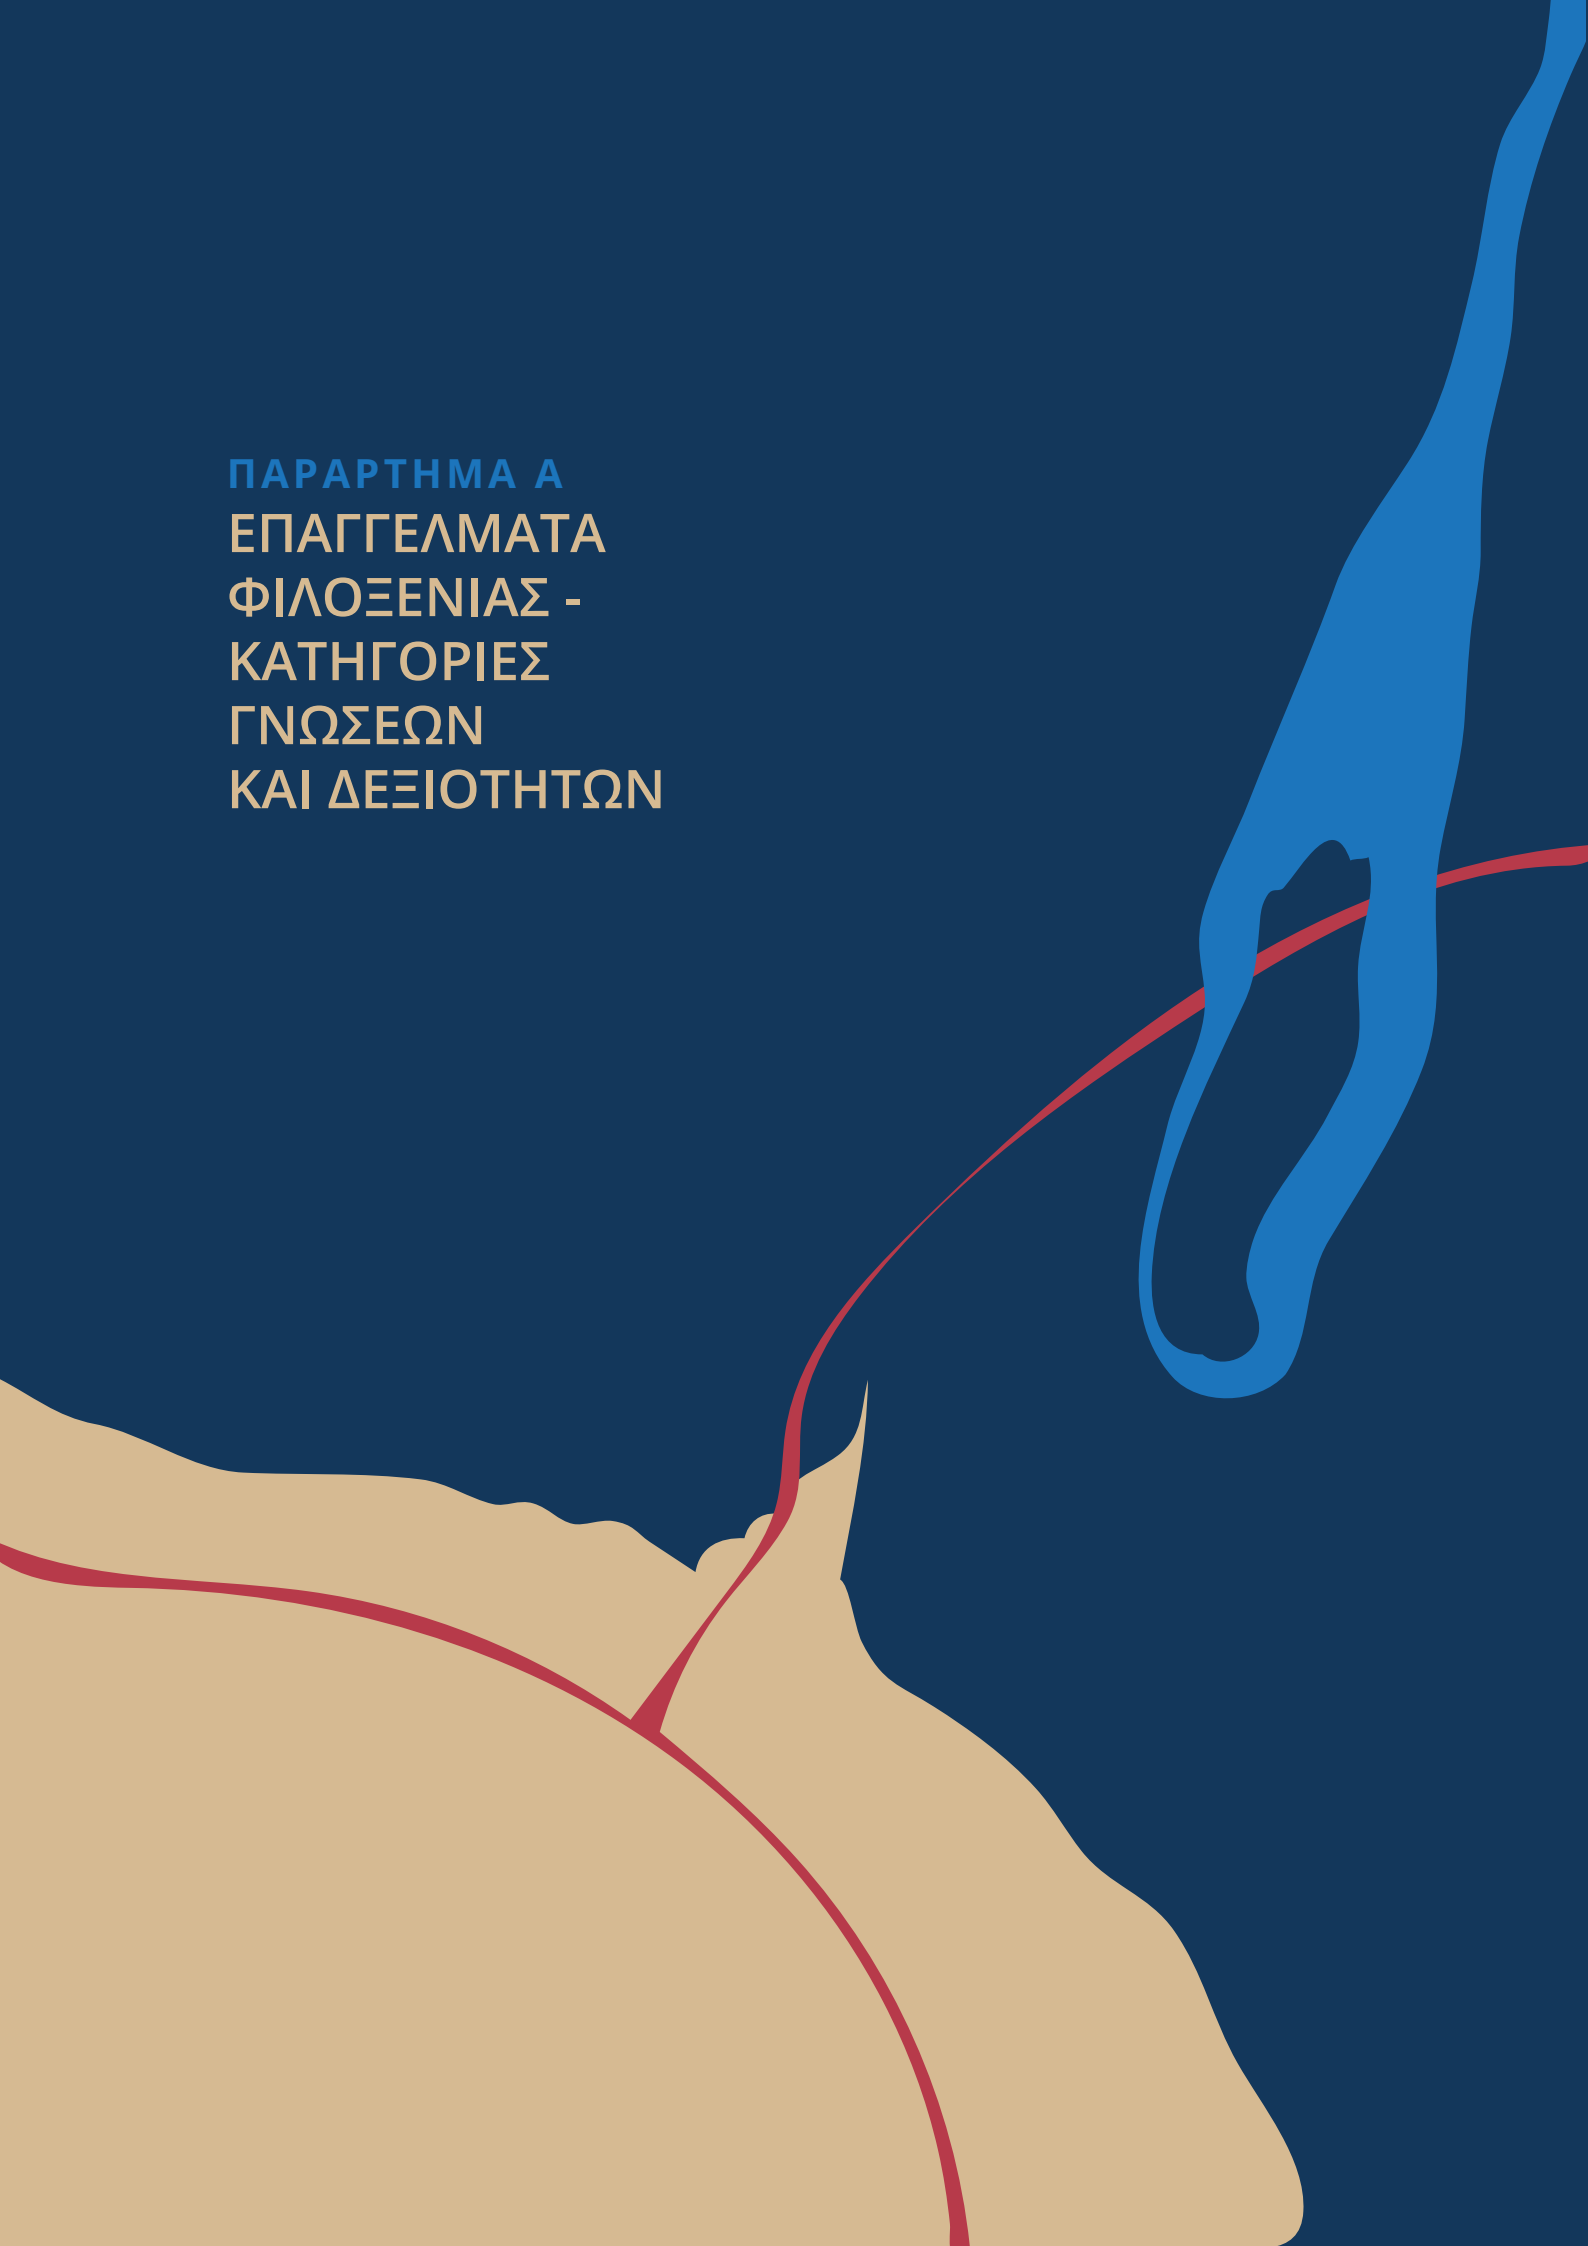 ΠΑΡΑΡΤΗΜΑ Α
ΕΠΑΓΓΕΛΜΑΤΑ
ΦΙΛΟΞΕΝΙΑΣ -
ΚΑΤΗΓΟΡΙΕΣ
ΓΝΩΣΕΩΝ
ΚΑΙ ΔΕΞΙΟΤΗΤΩΝ